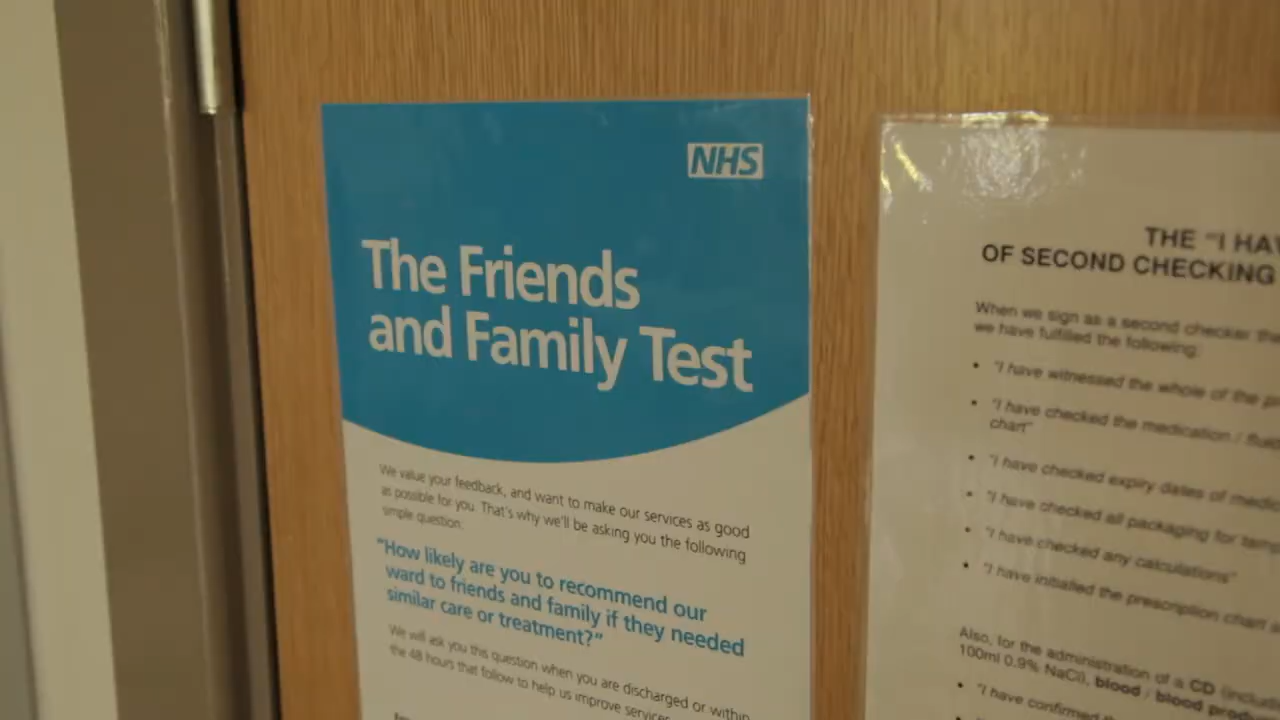 NHS
The Friends
and Family Test
We value your feedback, and want to make our services as good
as possible for you. That's why we'll be asking you the following
simple question:
"How likely are you to recommend our
ward to friends and family if they needed
similar care or treatment?"
We will ask you this question when you are discharged or within
the 48 hours that follow to help us improve services
THE "I HAV
OF SECOND CHECKING
When we sign as a second checker
we have fulfilled the following:
• "I have witnessed the whole of the
• "I have checked the medication /
chart"
• "I have checked expiry dates of
• "I have checked all packaging for
• "I have checked any calculations"
• "I have initialled the prescription chart
Also, for the administration of a CD
100ml 0.9% NaCl), blood / blood
• "I have confirmed